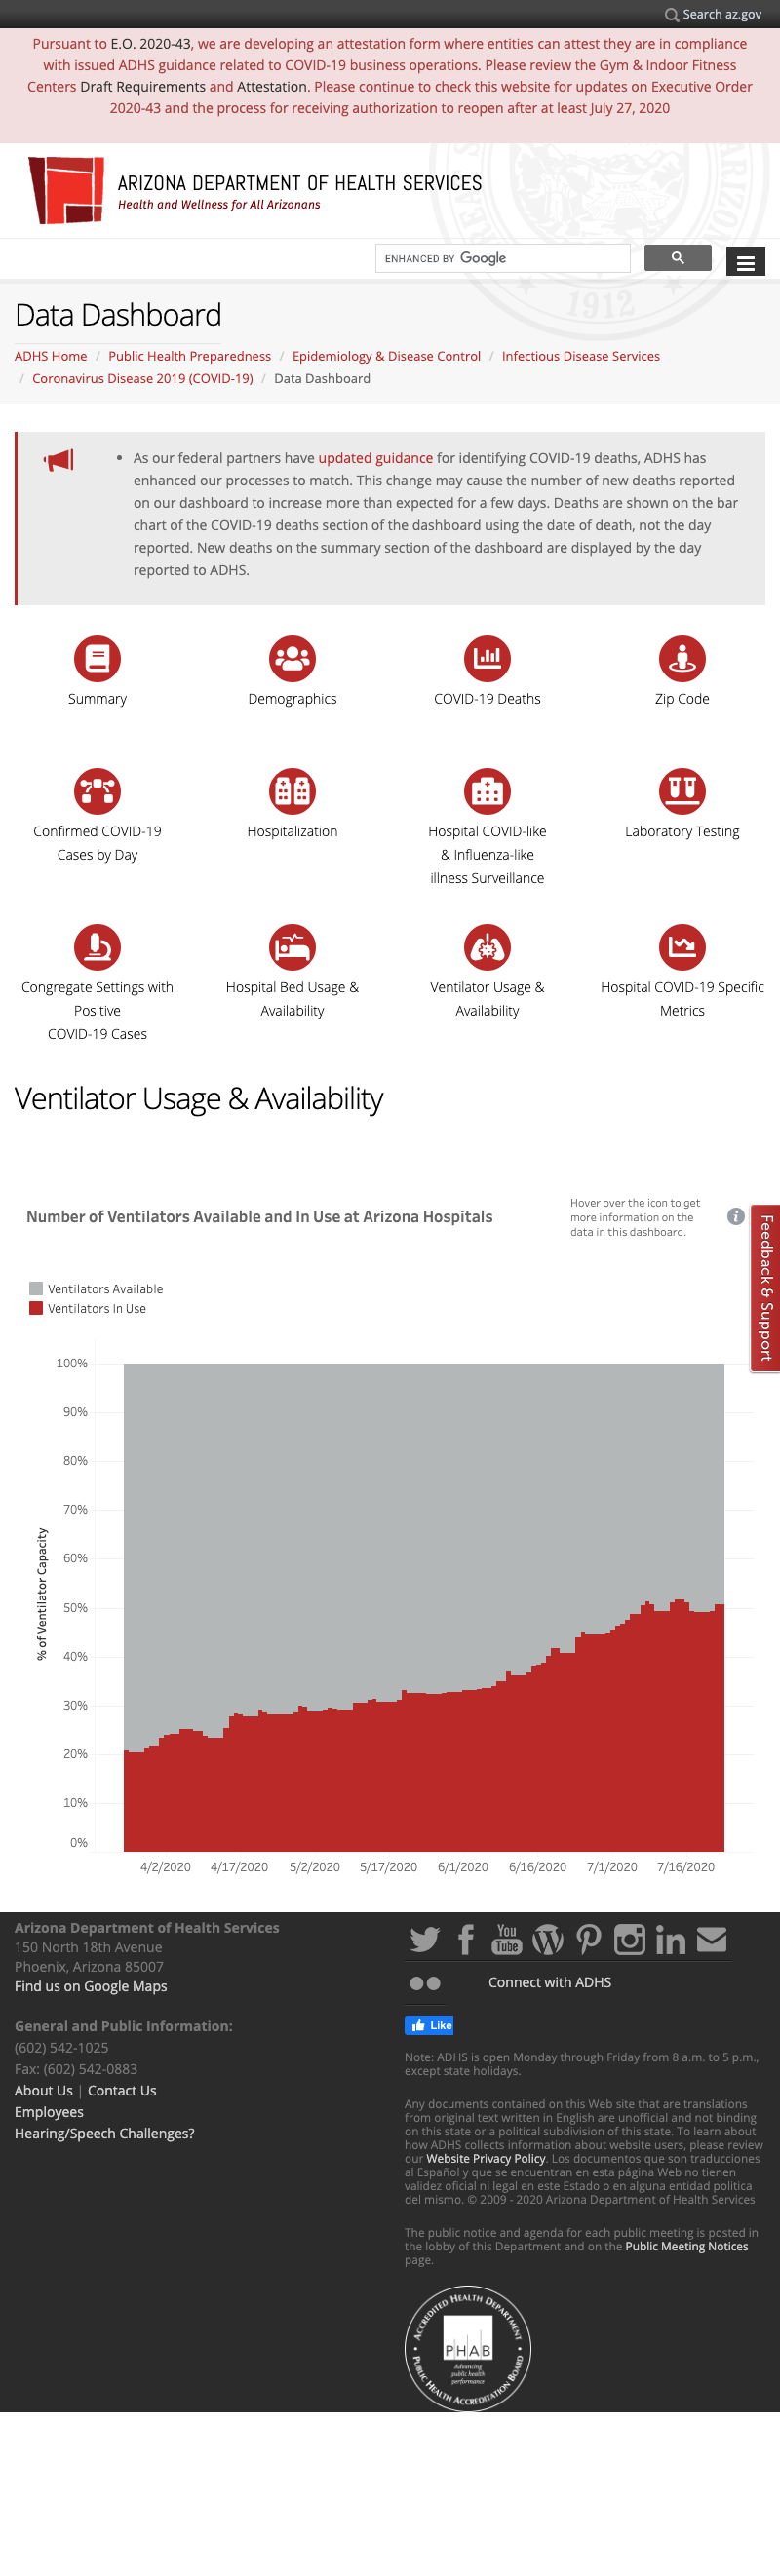 Search az.gov
Pursuant to E.O. 2020-43, we are developing an attestation form where entities can attest they are in compliance
with issued ADHS guidance related to COVID-19 business operations. Please review the Gym & Indoor Fitness
Centers Draft Requirements and Attestation. Please continue to check this website for updates on Executive Order
2020-43 and the process for receiving authorization to reopen after at least July 27, 2020
ARIZONA DEPARTMENT OF HEALTH SERVICES
Health and Wellness for All Arizonans
ENHANCED BY Google
1912
Data Dashboard
ADHS Home / Public Health Preparedness / Epidemiology & Disease Control / Infectious Disease Services
/ Coronavirus Disease 2019 (COVID-19) / Data Dashboard
• As our federal partners have updated guidance for identifying COVID-19 deaths, ADHS has
enhanced our processes to match. This change may cause the number of new deaths reported
on our dashboard to increase more than expected for a few days. Deaths are shown on the bar
chart of the COVID-19 deaths section of the dashboard using the date of death, not the day
reported. New deaths on the summary section of the dashboard are displayed by the day
reported to ADHS.
Summary
Demographics
COVID-19 Deaths
Zip Code
Confirmed COVID-19
Cases by Day
Hospitalization
Hospital COVID-like
& Influenza-like
illness Surveillance
Laboratory Testing
Congregate Settings with
Positive
COVID-19 Cases
Hospital Bed Usage &
Availability
Ventilator Usage &
Availability
Hospital COVID-19 Specific
Metrics
Ventilator Usage & Availability
Number of Ventilators Available and In Use at Arizona Hospitals
Hover over the icon to get
more information on the
data in this dashboard.
i
Feedback & Support
Ventilators Available
Ventilators In Use
% of Ventilator Capacity
100%
90%
80%
70%
60%
50%
40%
30%
20%
10%
0%
4/2/2020 4/17/2020 5/2/2020 5/17/2020 6/1/2020 6/16/2020 7/1/2020 7/16/2020
Arizona Department of Health Services
150 North 18th Avenue
Phoenix, Arizona 85007
Find us on Google Maps
General and Public Information:
(602) 542-1025
Fax: (602) 542-0883
About Us | Contact Us
Employees
Hearing/Speech Challenges?
You
Tube
Connect with ADHS
Like
Note: ADHS is open Monday through Friday from 8 a.m. to 5 p.m.,
except state holidays.
Any documents contained on this Web site that are translations
from original text written in English are unofficial and not binding
on this state or a political subdivision of this state. To learn about
how ADHS collects information about website users, please review
our Website Privacy Policy. Los documentos que son traducciones
al Español y que se encuentran en esta página Web no tienen
validez oficial ni legal en este Estado o en alguna entidad política
del mismo. © 2009 - 2020 Arizona Department of Health Services
The public notice and agenda for each public meeting is posted in
the lobby of this Department and on the Public Meeting Notices
page.
ACCREDITED HEALTH DEPARTMENT
PHAB
Advancing
public health
performance
PUBLIC HEALTH ACCREDITATION BOARD